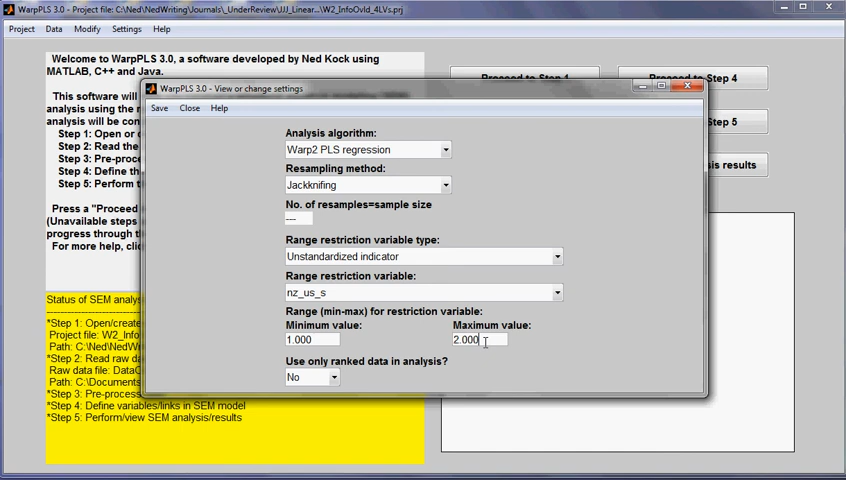 WarpPLS 3.0 - Project file: C:\Ned\NedWriting\Journals\_UnderReview\JJJ_Linear...\W2_InfoOvld_4LVs.prj
Project Data Modify Settings Help
Welcome to WarpPLS 3.0, a software developed by Ned Kock using
MATLAB, C++ and Java.
This software will
analysis using the
analysis will be con
Step 1: Open or c
Step 2: Read the
Step 3: Pre-proce
Step 4: Define the
Step 5: Perform t
Press a "Proceed
(Unavailable steps
progress through t
For more help, clic
Proceed to Step 1
Step 4
Step 5
sis results
WarpPLS 3.0 - View or change settings
Save Close Help
Analysis algorithm:
Warp2 PLS regression
Resampling method:
Jackknifing
No. of resamples=sample size
---
Range restriction variable type:
Unstandardized indicator
Range restriction variable:
nz_us_s
Range (min-max) for restriction variable:
Minimum value: Maximum value:
1.000 2.000
Use only ranked data in analysis?
No
Status of SEM analys
*Step 1: Open/create
Project file: W2_Info
Path: C:\Ned\NedW
*Step 2: Read raw da
Raw data file: DataC
Path: C:\Documents
*Step 3: Pre-process
*Step 4: Define variables/links in SEM model
*Step 5: Perform/view SEM analysis/results